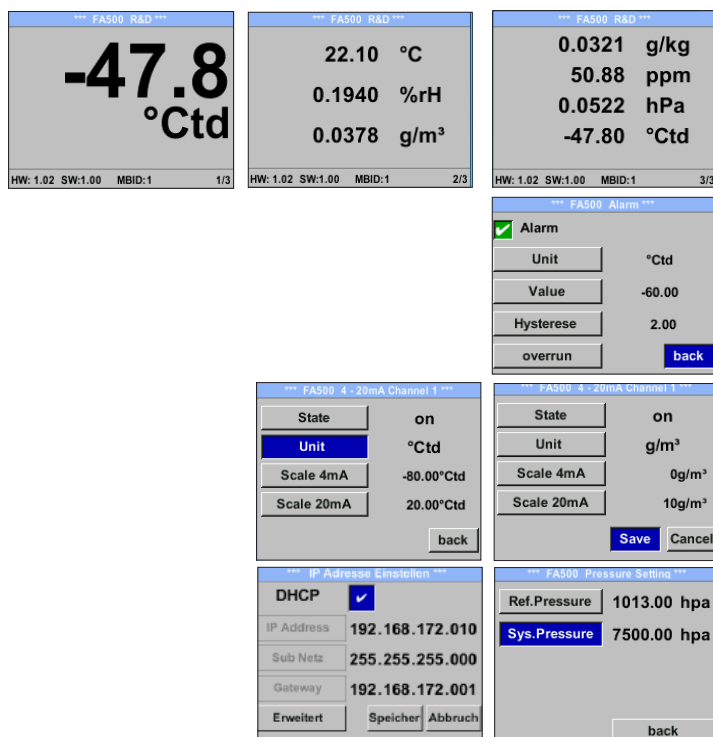 *** FA500 R&D ***
-47.8
°Ctd
HW: 1.02 SW:1.00 MBID:1 1/3
*** FA500 R&D ***
22.10 °C
0.1940 %rH
0.0378 g/m³
HW: 1.02 SW:1.00 MBID:1 2/3
*** FA500 R&D ***
0.0321 g/kg
50.88 ppm
0.0522 hPa
-47.80 °Ctd
HW: 1.02 SW:1.00 MBID:1 3/3
*** FA500 Alarm ***
Alarm
Unit °Ctd
Value -60.00
Hysterese 2.00
overrun back
*** FA500 4 - 20mA Channel 1 ***
State on
Unit °Ctd
Scale 4mA -80.00°Ctd
Scale 20mA 20.00°Ctd
back
*** FA500 4 - 20mA Channel 1 ***
State on
Unit g/m³
Scale 4mA 0g/m³
Scale 20mA 10g/m³
Save Cancel
*** IP Adresse Einstellen ***
DHCP
IP Address 192.168.172.010
Sub Netz 255.255.255.000
Gateway 192.168.172.001
Erweitert Speicher Abbruch
*** FA500 Pressure Setting ***
Ref.Pressure 1013.00 hpa
Sys.Pressure 7500.00 hpa
back